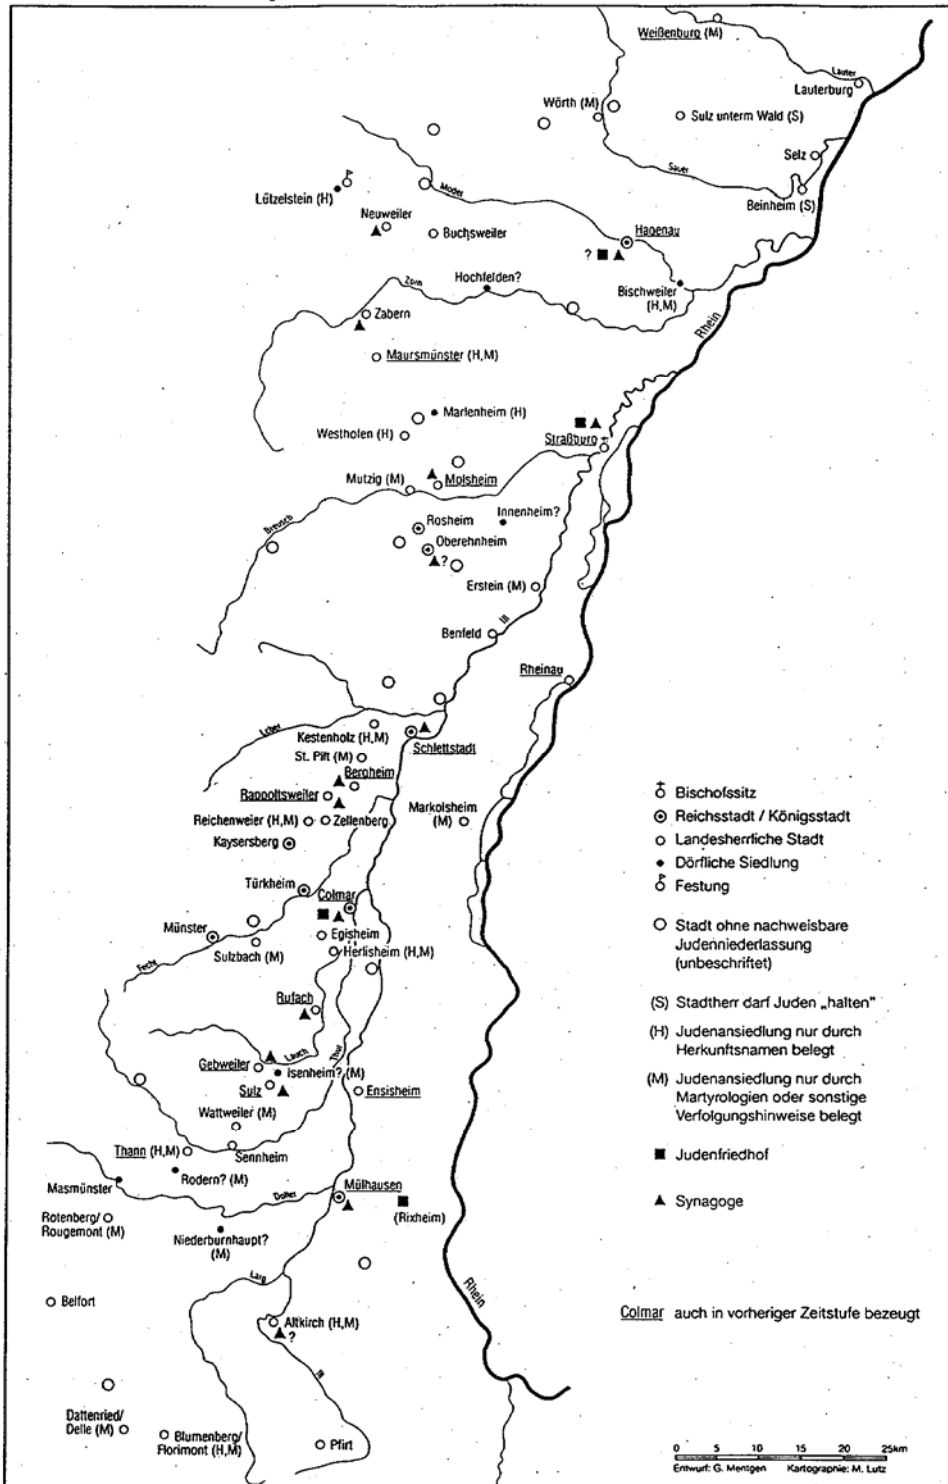 Weißenburg (M)
Lauter
Lauterburg
Wörth (M)
Sulz unterm Wald (S)
Selz
Sauer
Beinheim (S)
Lützelstein (H)
Moder
Neuweiler
Buchsweiler
Hagenau
?
Hochfelden?
Bischweiler
(H,M)
Zorn
Zabern
Rhein
Maursmünster (H,M)
Marlenheim (H)
Westhofen (H)
Straßburg
Mutzig (M)
Molsheim
Innenheim?
Breusch
Rosheim
Oberehnheim
?
Erstein (M)
Ill
Benfeld
Rheinau
Leber
Kestenholz (H,M)
Schlettstadt
St. Pilt (M)
Bergheim
Rappoltsweiler
Markolsheim
(M)
Reichenweier (H,M)
Zellenberg
Kaysersberg
Türkheim
Colmar
Münster
Egisheim
Sulzbach (M)
Herlisheim (H,M)
Fecht
Rufach
Lauch
Thur
Gebweiler
Isenheim? (M)
Sulz
Ensisheim
Wattweiler (M)
Thann (H,M)
Sennheim
Rodern? (M)
Masmünster
Doller
Mülhausen
(Rixheim)
Rotenberg/
Rougemont (M)
Niederburnhaupt?
(M)
Larg
Rhein
Belfort
Altkirch (H,M)
?
Ill
Dattenried/
Delle (M)
Blumenberg/
Florimont (H,M)
Pfirt
Bischofssitz
Reichsstadt / Königsstadt
Landesherrliche Stadt
Dörfliche Siedlung
Festung
Stadt ohne nachweisbare
Judenniederlassung
(unbeschriftet)
(S) Stadtherr darf Juden „halten"
(H) Judenansiedlung nur durch
Herkunftsnamen belegt
(M) Judenansiedlung nur durch
Martyrologien oder sonstige
Verfolgungshinweise belegt
Judenfriedhof
Synagoge
Colmar auch in vorheriger Zeitstufe bezeugt
0 5 10 15 20 25km
Entwurf: G. Mentgen Kartographie: M. Lutz